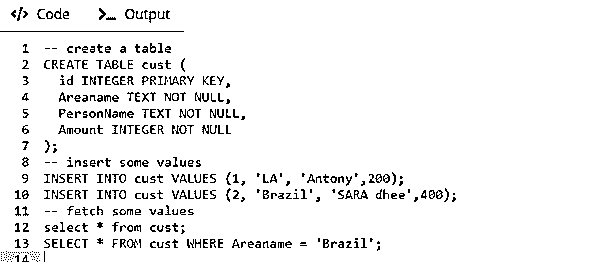 </> Code >_ Output
1 -- create a table
2 CREATE TABLE cust (
3 id INTEGER PRIMARY KEY,
4 Areaname TEXT NOT NULL,
5 PersonName TEXT NOT NULL,
6 Amount INTEGER NOT NULL
7 );
8 -- insert some values
9 INSERT INTO cust VALUES (1, 'LA', 'Antony',200);
10 INSERT INTO cust VALUES (2, 'Brazil', 'SARA dhee',400);
11 -- fetch some values
12 select * from cust;
13 SELECT * FROM cust WHERE Areaname = 'Brazil';
14